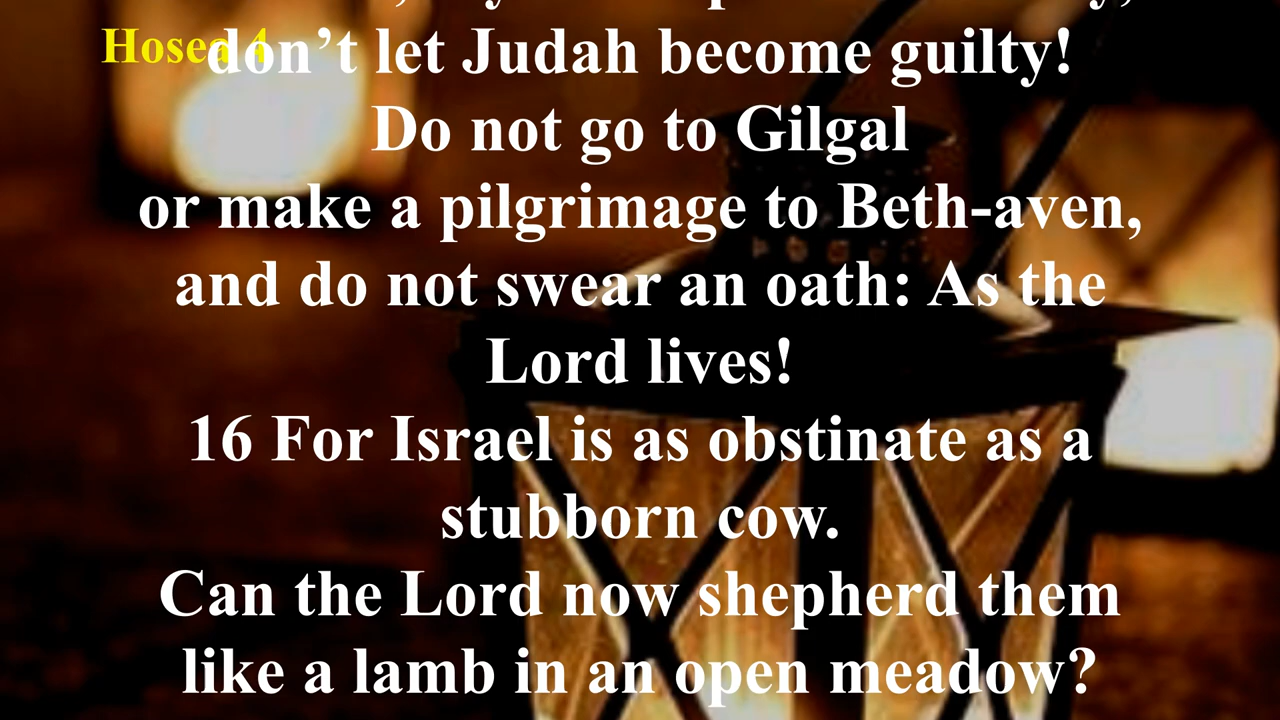 Hosea 4
don’t let Judah become guilty!
Do not go to Gilgal
or make a pilgrimage to Beth-aven,
and do not swear an oath: As the
Lord lives!
16 For Israel is as obstinate as a
stubborn cow.
Can the Lord now shepherd them
like a lamb in an open meadow?